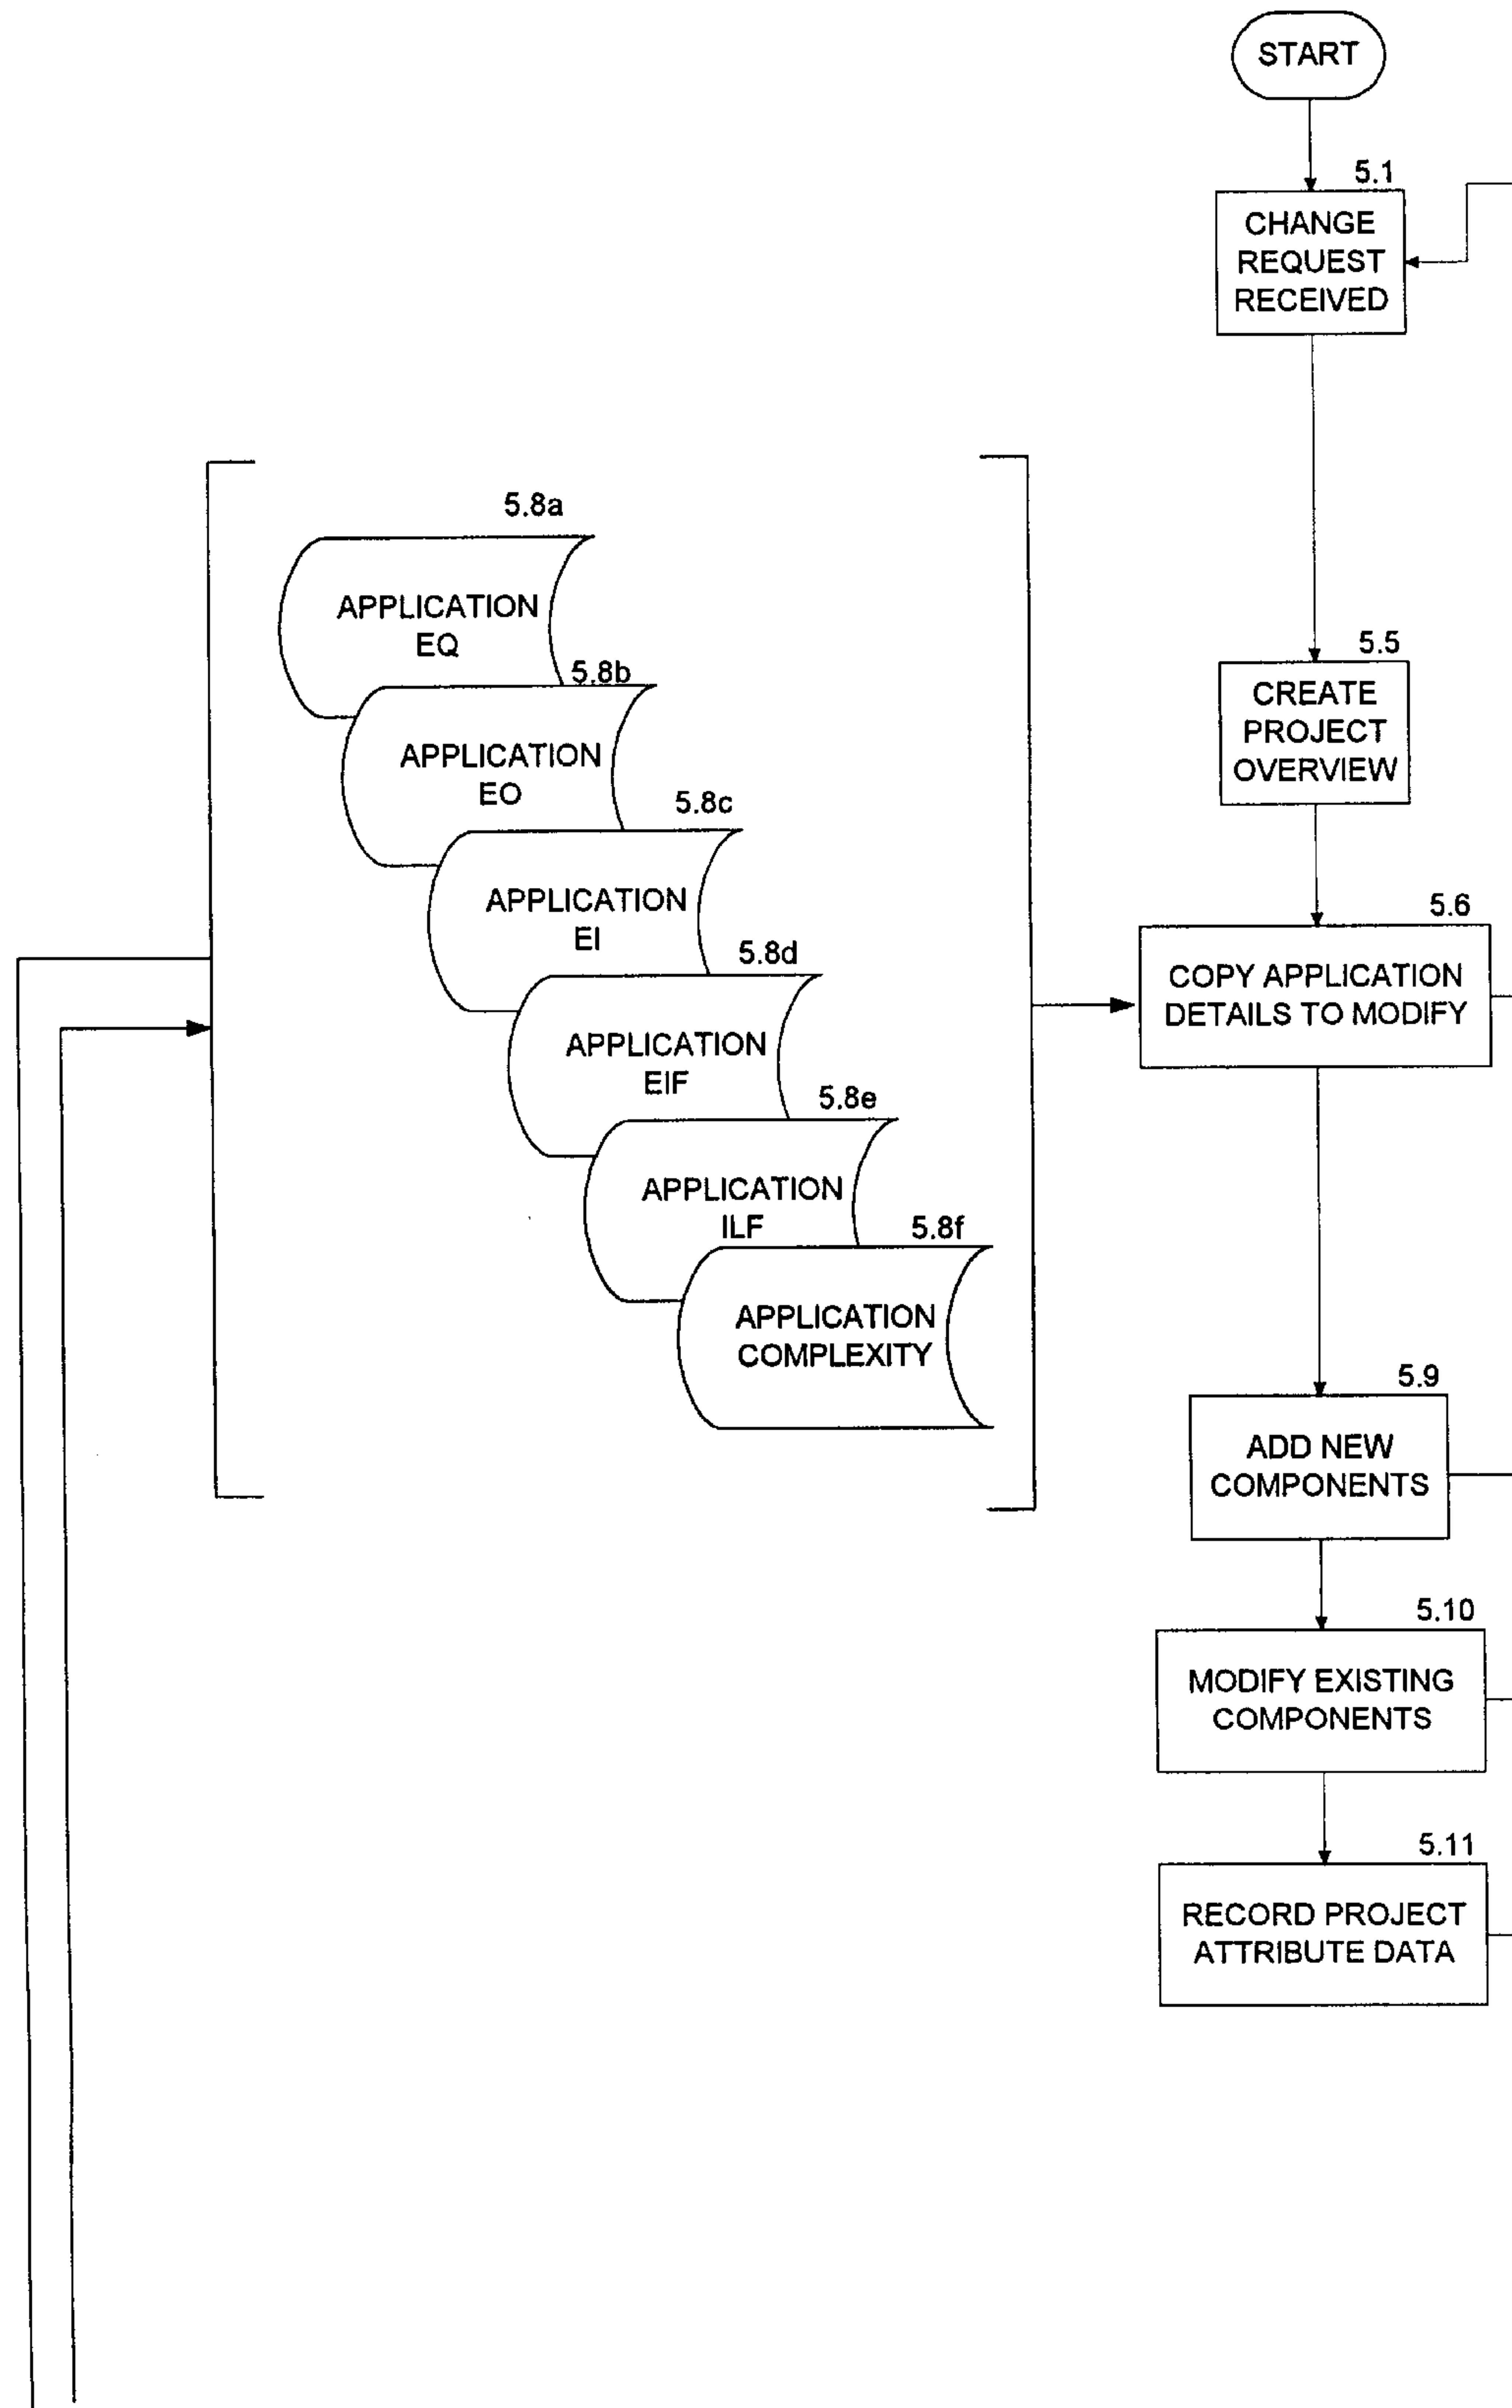 START
5.1
CHANGE
REQUEST
RECEIVED
5.8a
APPLICATION
EQ
5.8b
APPLICATION
EO
5.8c
APPLICATION
EI
5.8d
APPLICATION
EIF
5.8e
APPLICATION
ILF
5.8f
APPLICATION
COMPLEXITY
5.5
CREATE
PROJECT
OVERVIEW
5.6
COPY APPLICATION
DETAILS TO MODIFY
5.9
ADD NEW
COMPONENTS
5.10
MODIFY EXISTING
COMPONENTS
5.11
RECORD PROJECT
ATTRIBUTE DATA